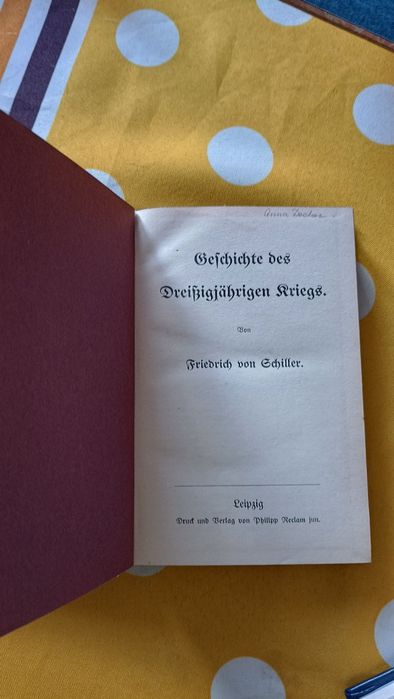 Anna
Geschichte des
Dreißigjährigen Kriegs.
Von
Friedrich von Schiller.
Leipzig
Druck und Verlag von Philipp Reclam jun.